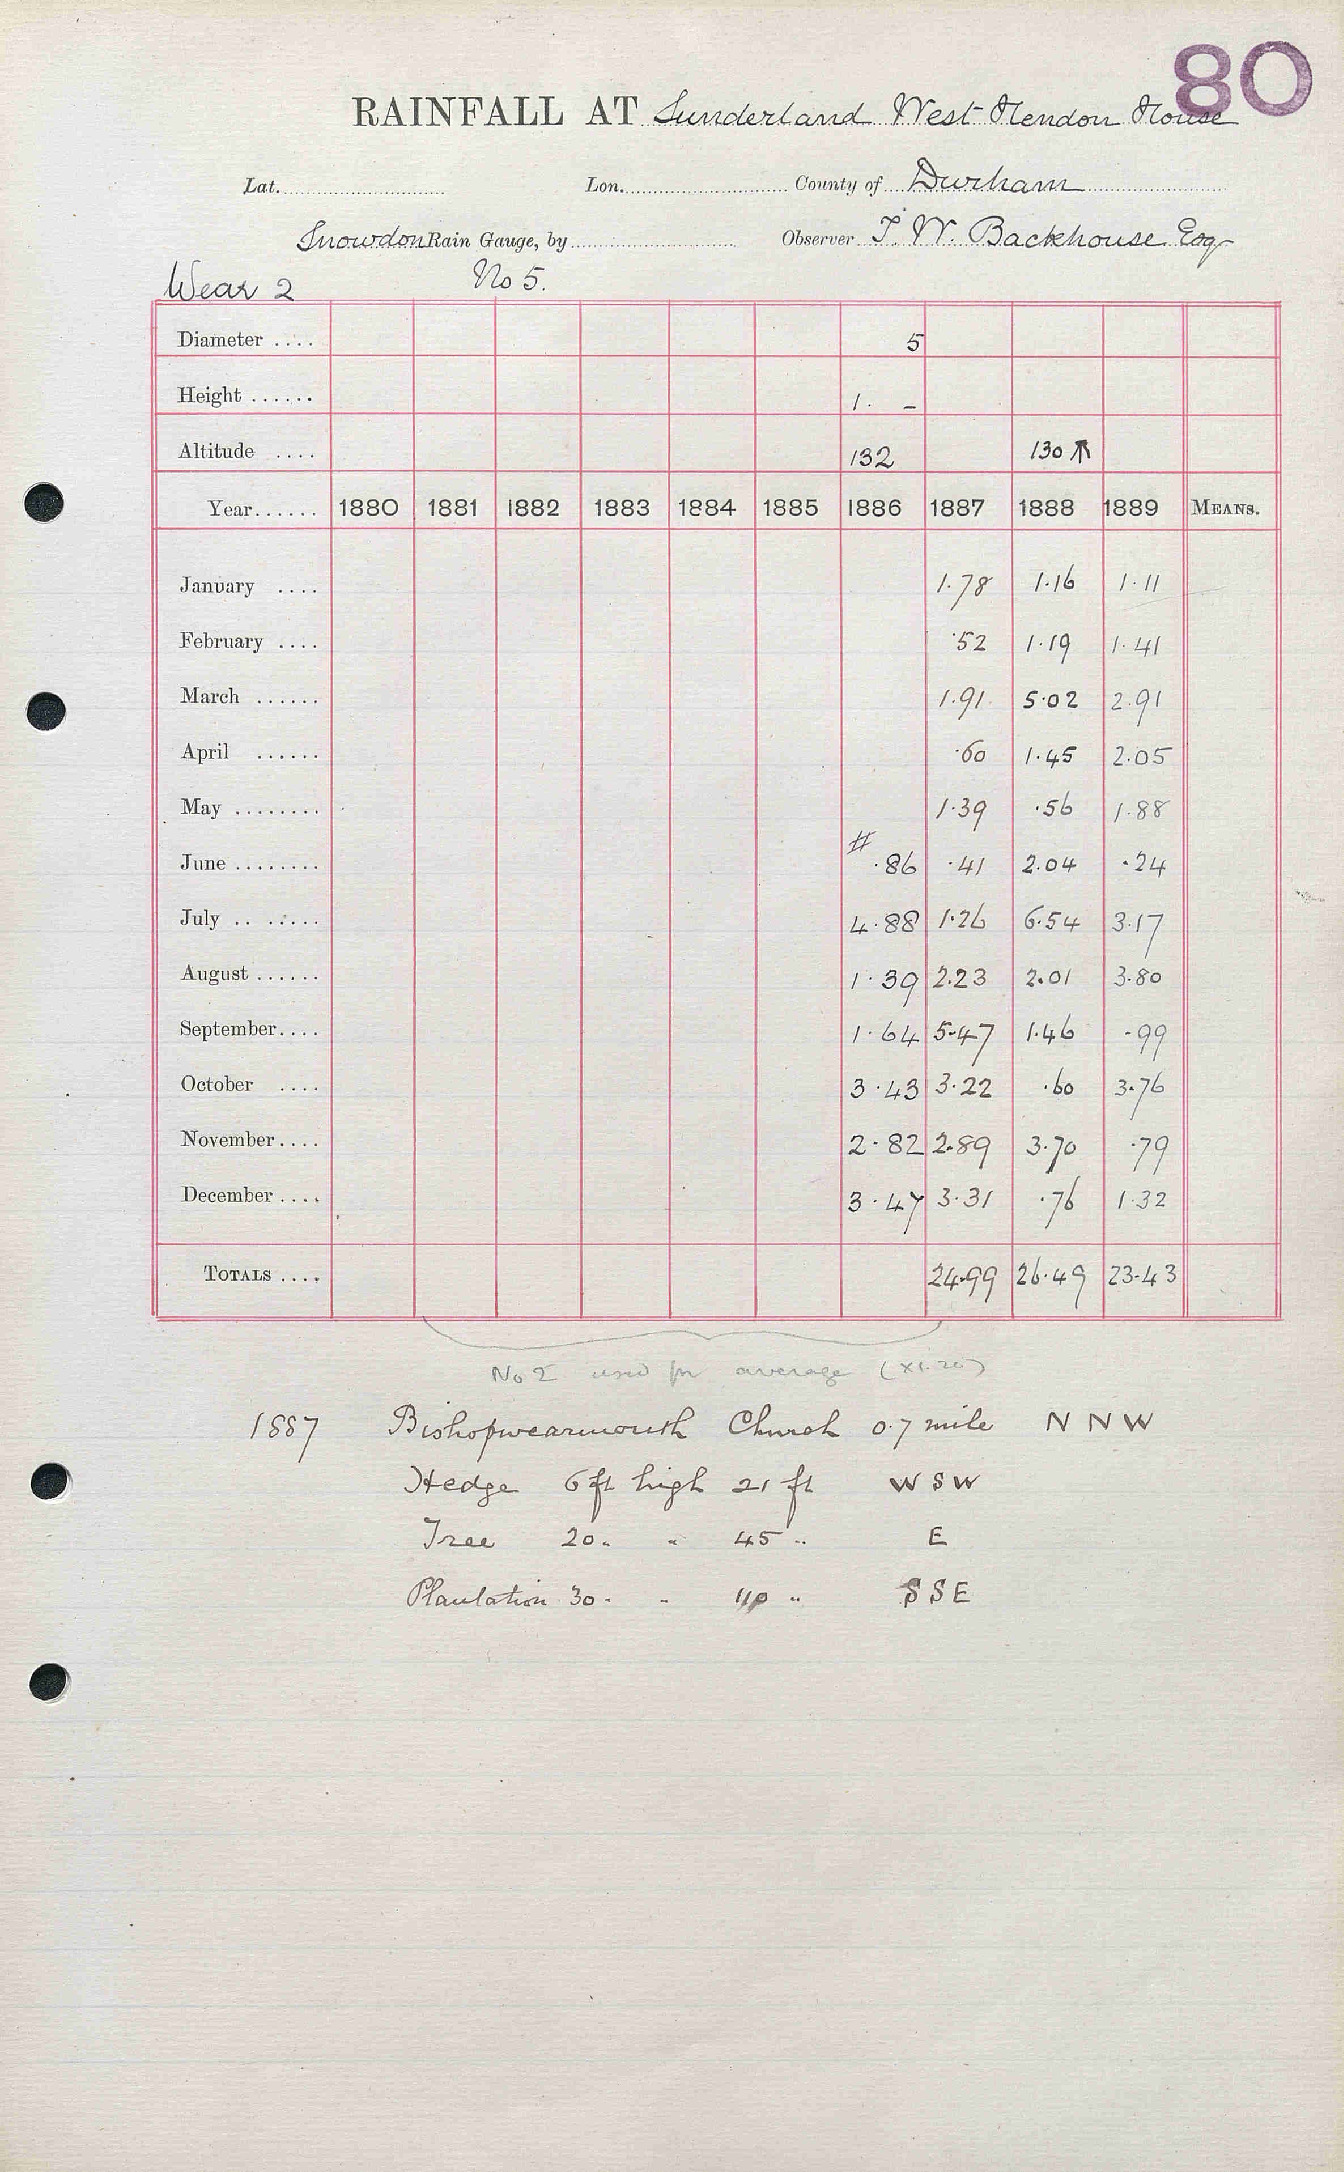 80
RAINFALL AT Sunderland West Hendon House
Lat. Lon. County of Durham
Snowdon Rain Gauge, by Observer T. W. Backhouse Esq
Wear 2 No 5.
Diameter .... 5
Height ...... 1. –
Altitude .... 132 130 ↑
Year...... 1880 1881 1882 1883 1884 1885 1886 1887 1888 1889 MEANS.
January .... 1.78 1.16 1.11
February .... .52 1.19 1.41
March ...... 1.91 5.02 2.91
April ...... .60 1.45 2.05
May ........ 1.39 .56 1.88
June ........ # .86 .41 2.04 .24
July .. ...... 4.88 1.26 6.54 3.17
August ...... 1.39 2.23 2.01 3.80
September.... 1.64 5.47 1.46 .99
October .... 3.43 3.22 .60 3.76
November.... 2.82 2.89 3.70 .79
December .... 3.47 3.31 .76 1.32
TOTALS .... 24.99 26.49 23.43
No 2 used for average
1887 Bishopwearmouth Church 0.7 mile N N W
Hedge 6 ft high 21 ft W S W
Tree 20 " " 45 " E
Plantation 30 " " 110 " S S E